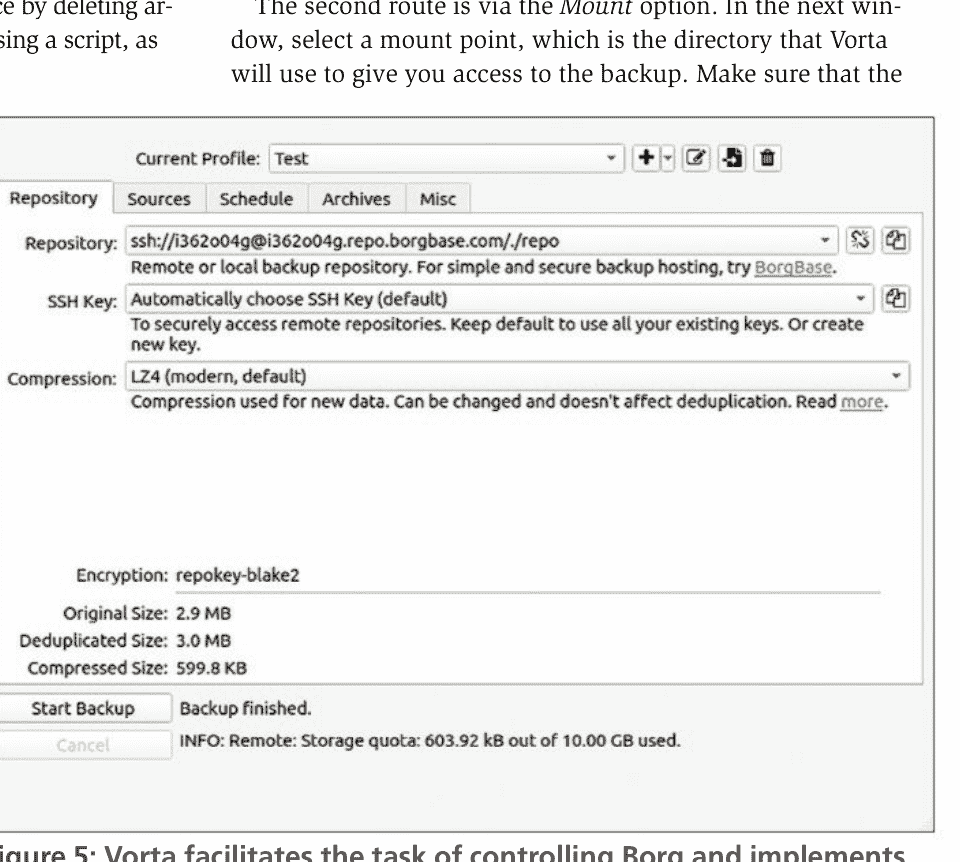 ce by deleting ar-
sing a script, as
The second route is via the Mount option. In the next win-
dow, select a mount point, which is the directory that Vorta
will use to give you access to the backup. Make sure that the
Current Profile: Test
Repository Sources Schedule Archives Misc
Repository: ssh://i362o04g@i362o04g.repo.borgbase.com/./repo
Remote or local backup repository. For simple and secure backup hosting, try BorgBase.
SSH Key: Automatically choose SSH Key (default)
To securely access remote repositories. Keep default to use all your existing keys. Or create
new key.
Compression: LZ4 (modern, default)
Compression used for new data. Can be changed and doesn't affect deduplication. Read more.
Encryption: repokey-blake2
Original Size: 2.9 MB
Deduplicated Size: 3.0 MB
Compressed Size: 599.8 KB
Start Backup Backup finished.
Cancel INFO: Remote: Storage quota: 603.92 kB out of 10.00 GB used.
igure 5: Vorta facilitates the task of controlling Borg and implements